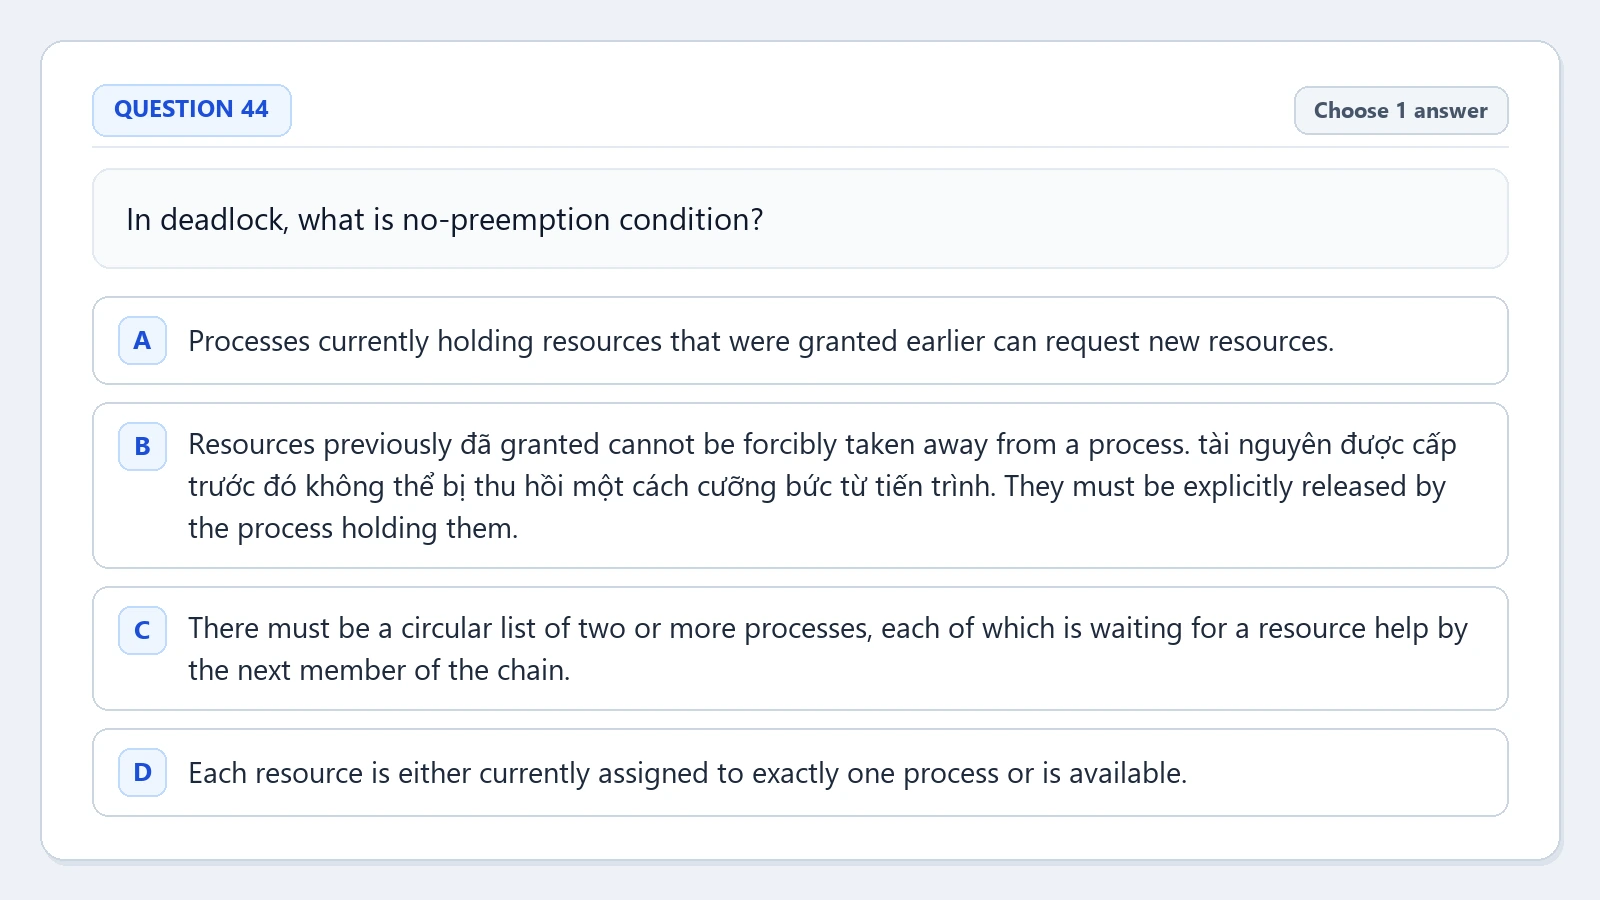 QUESTION 44
Choose 1 answer
In deadlock, what is no-preemption condition?
A
Processes currently holding resources that were granted earlier can request new resources.
B
Resources previously đã granted cannot be forcibly taken away from a process. tài nguyên được cấp
trước đó không thể bị thu hồi một cách cưỡng bức từ tiến trình. They must be explicitly released by
the process holding them.
C
There must be a circular list of two or more processes, each of which is waiting for a resource help by
the next member of the chain.
D
Each resource is either currently assigned to exactly one process or is available.